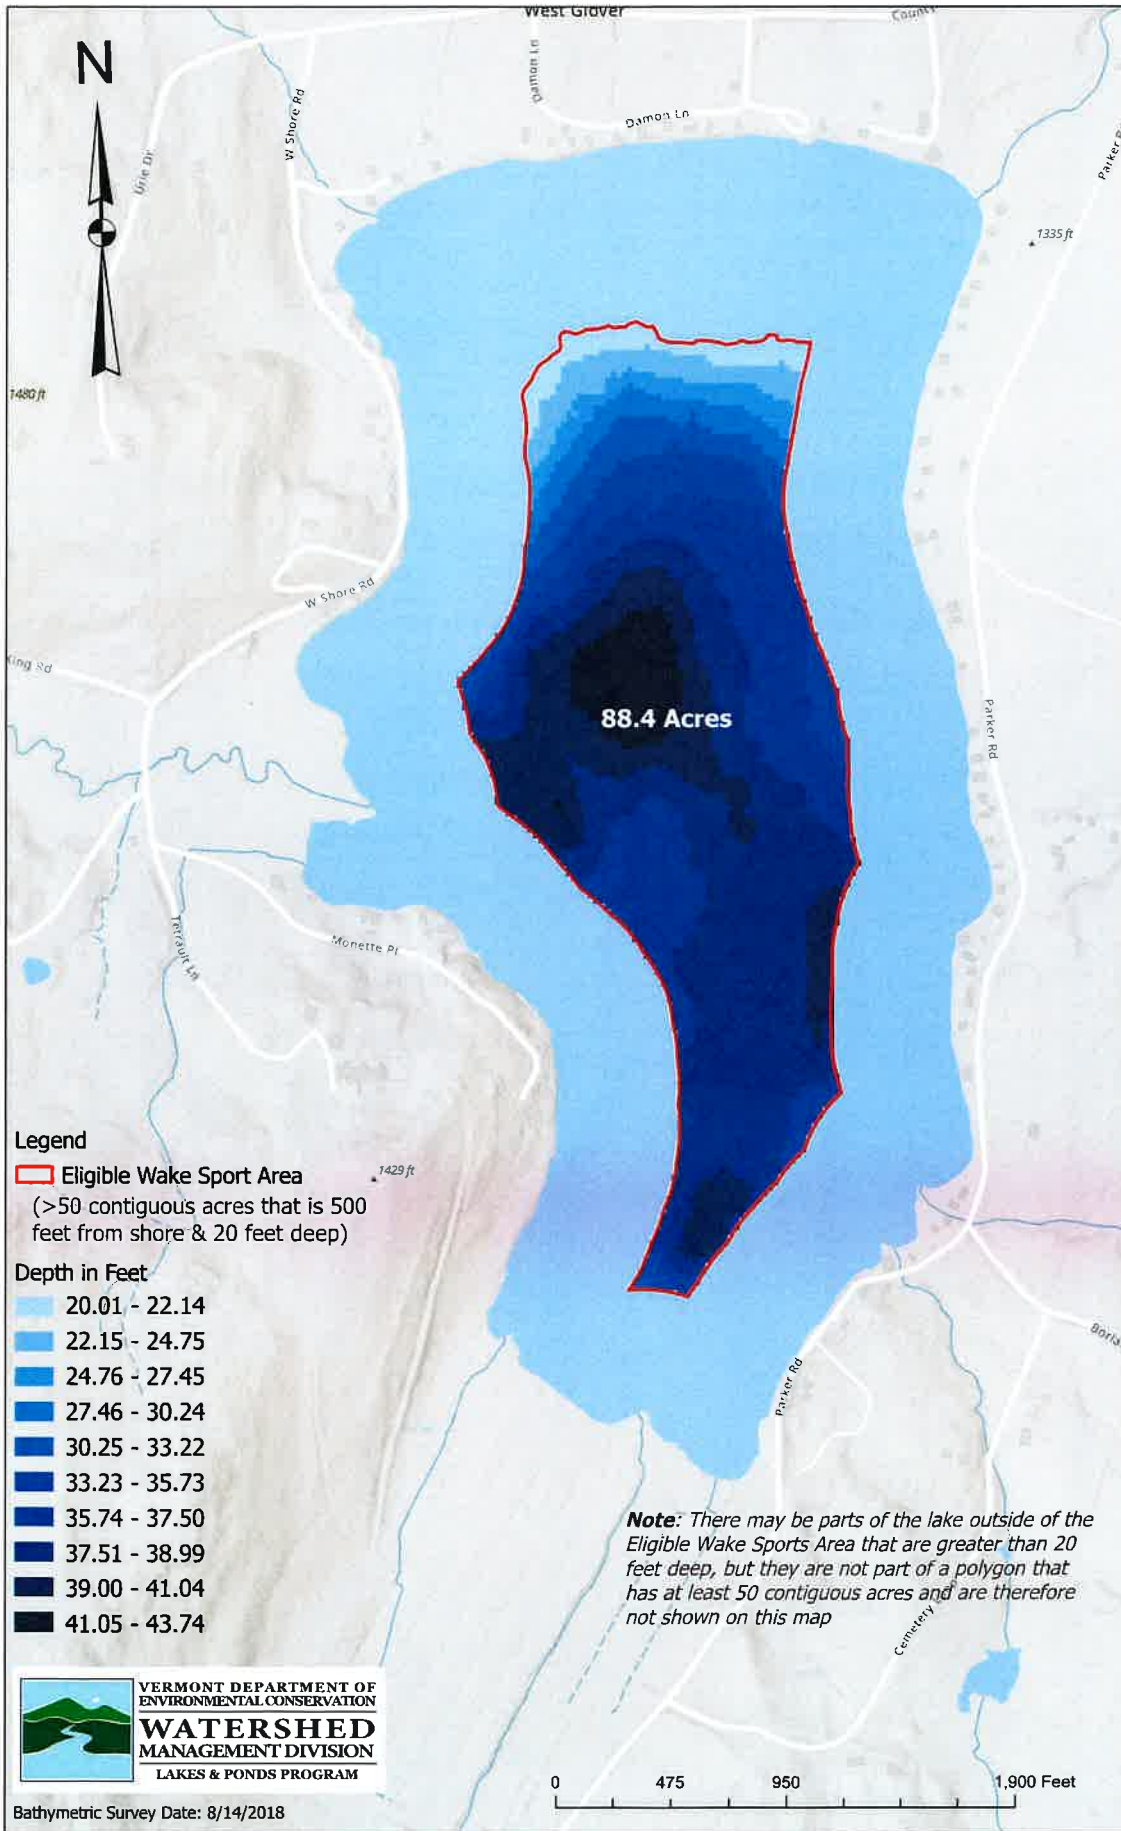 West Glover
County
N
Damon Ln
W Shore Rd
Damon Ln
Urie Dr
Parker R
1335 ft
1480 ft
W Shore Rd
King Rd
88.4 Acres
Parker Rd
Tetrault Ln
Monette Pl
Legend
Eligible Wake Sport Area
(>50 contiguous acres that is 500
feet from shore & 20 feet deep)
1429 ft
Depth in Feet
20.01 - 22.14
22.15 - 24.75
24.76 - 27.45
27.46 - 30.24
30.25 - 33.22
33.23 - 35.73
35.74 - 37.50
37.51 - 38.99
39.00 - 41.04
41.05 - 43.74
Parker Rd
Note: There may be parts of the lake outside of the
Eligible Wake Sports Area that are greater than 20
feet deep, but they are not part of a polygon that
has at least 50 contiguous acres and are therefore
not shown on this map
Cemetery
VERMONT DEPARTMENT OF
ENVIRONMENTAL CONSERVATION
WATERSHED
MANAGEMENT DIVISION
LAKES & PONDS PROGRAM
0 475 950 1,900 Feet
Bathymetric Survey Date: 8/14/2018